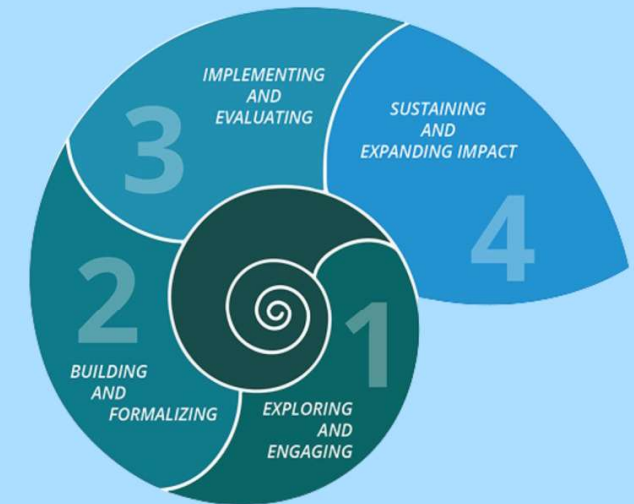 1
EXPLORING
AND
ENGAGING
2
BUILDING
AND
FORMALIZING
3
IMPLEMENTING
AND
EVALUATING
4
SUSTAINING
AND
EXPANDING IMPACT